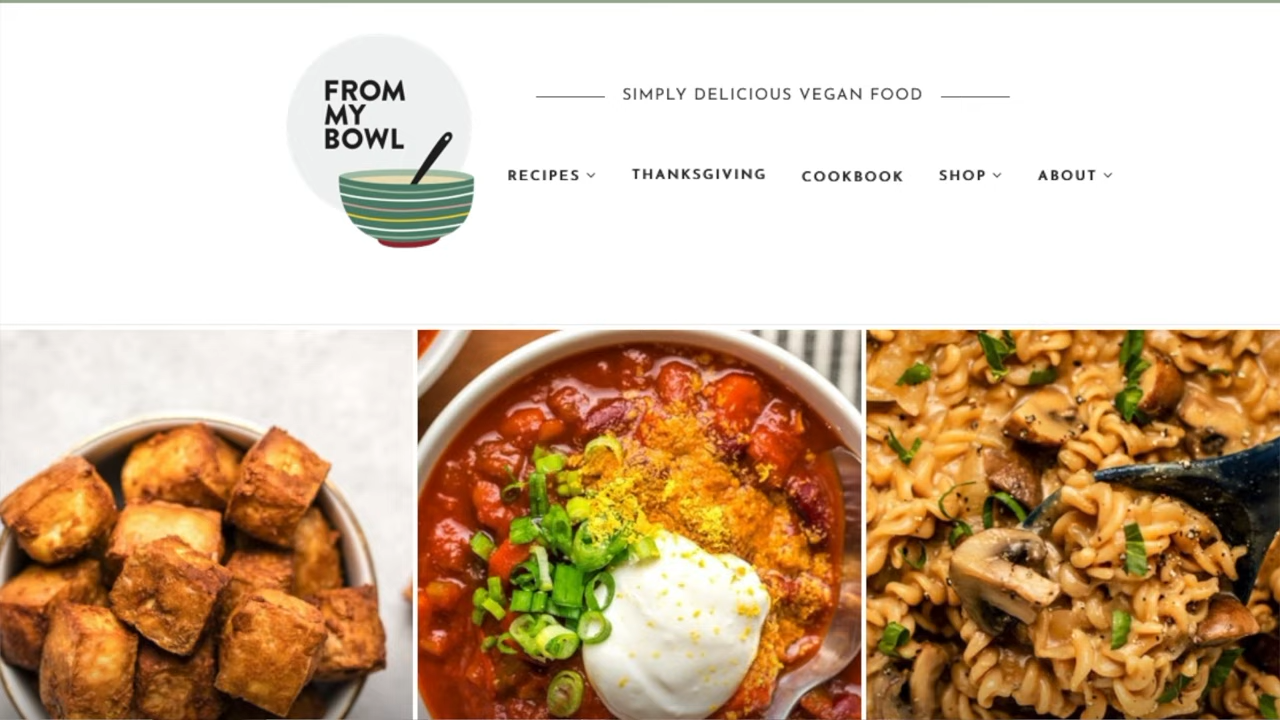 FROM
MY
BOWL
SIMPLY DELICIOUS VEGAN FOOD
RECIPES THANKSGIVING COOKBOOK SHOP ABOUT